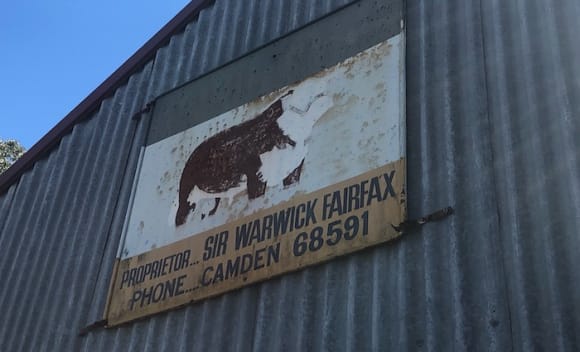 PROPRIETOR... SIR WARWICK FAIRFAX
PHONE....CAMDEN 68591